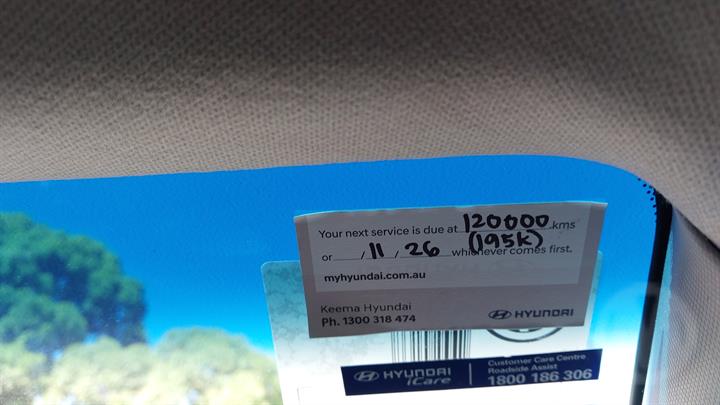 Your next service is due at 120000 kms
(195K)
or / 11 / 26 whichever comes first.
myhyundai.com.au
Keema Hyundai
Ph. 1300 318 474
HYUNDAI
HYUNDAI
iCare
Customer Care Centre
Roadside Assist
1800 186 306